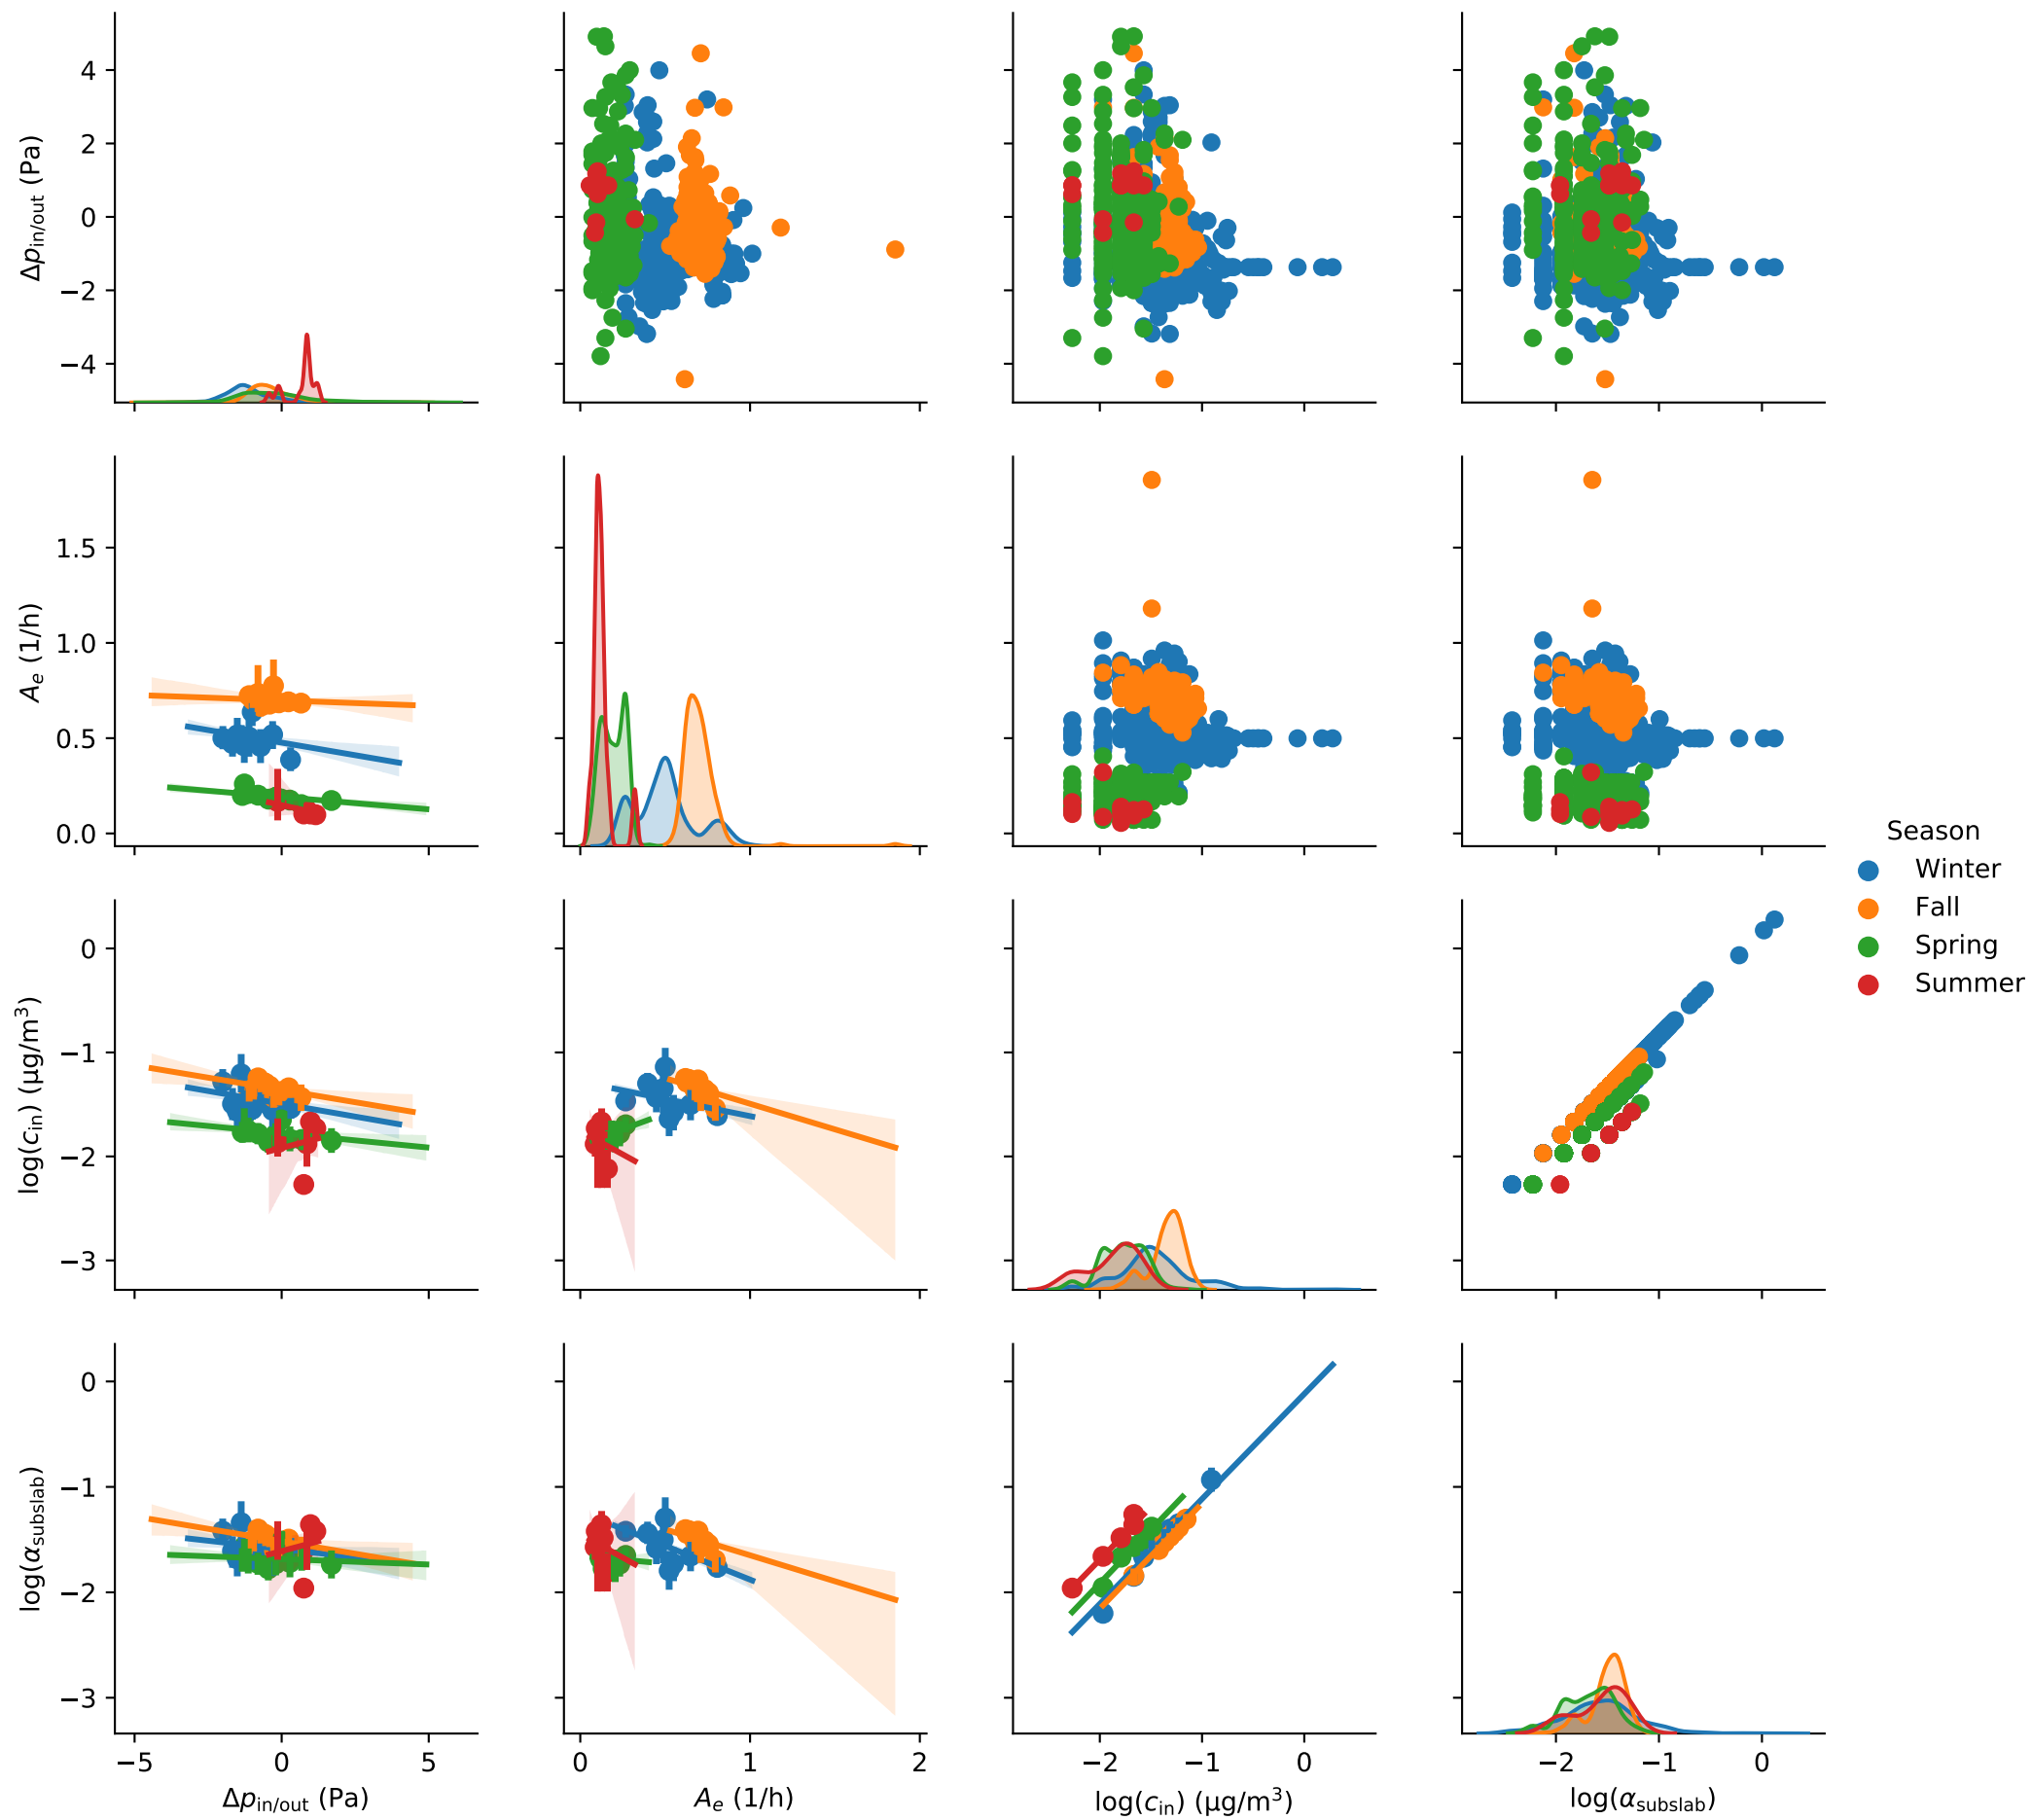 Δp_in/out (Pa)
4
2
0
−2
−4
A_e (1/h)
1.5
1.0
0.5
0.0
Season
Winter
Fall
Spring
Summer
log(c_in) (µg/m³)
0
−1
−2
−3
log(α_subslab)
0
−1
−2
−3
−5 0 5 0 1 2 −2 −1 0 −2 −1 0
Δp_in/out (Pa) A_e (1/h) log(c_in) (µg/m³) log(α_subslab)